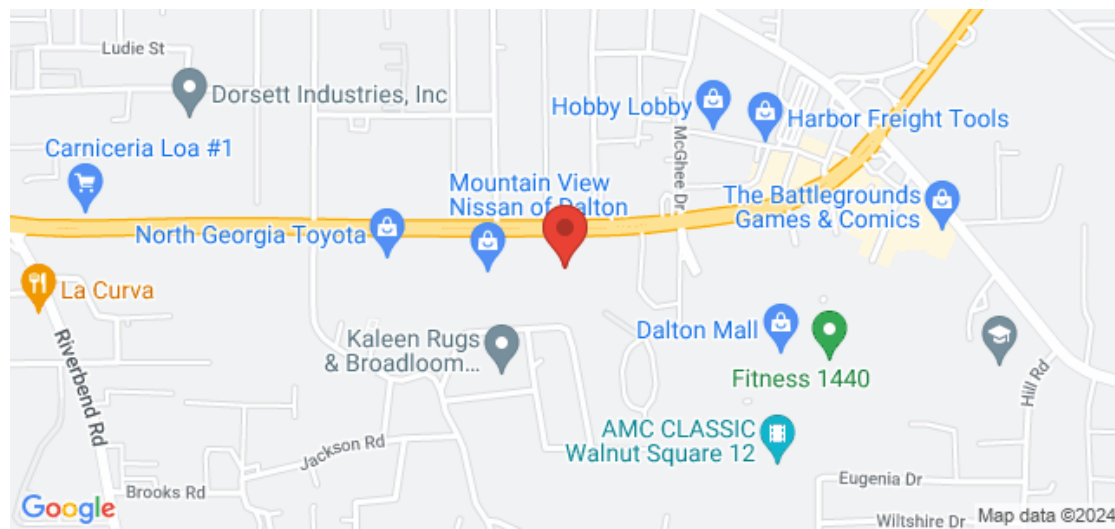 Ludie St
Dorsett Industries, Inc
Hobby Lobby
Harbor Freight Tools
McGhee Dr
Carniceria Loa #1
Mountain View
Nissan of Dalton
The Battlegrounds
Games & Comics
North Georgia Toyota
La Curva
Kaleen Rugs
& Broadloom...
Dalton Mall
Riverbend Rd
Fitness 1440
Hill Rd
AMC CLASSIC
Walnut Square 12
Jackson Rd
Eugenia Dr
Brooks Rd
Google
Wiltshire Dr
Map data ©2024